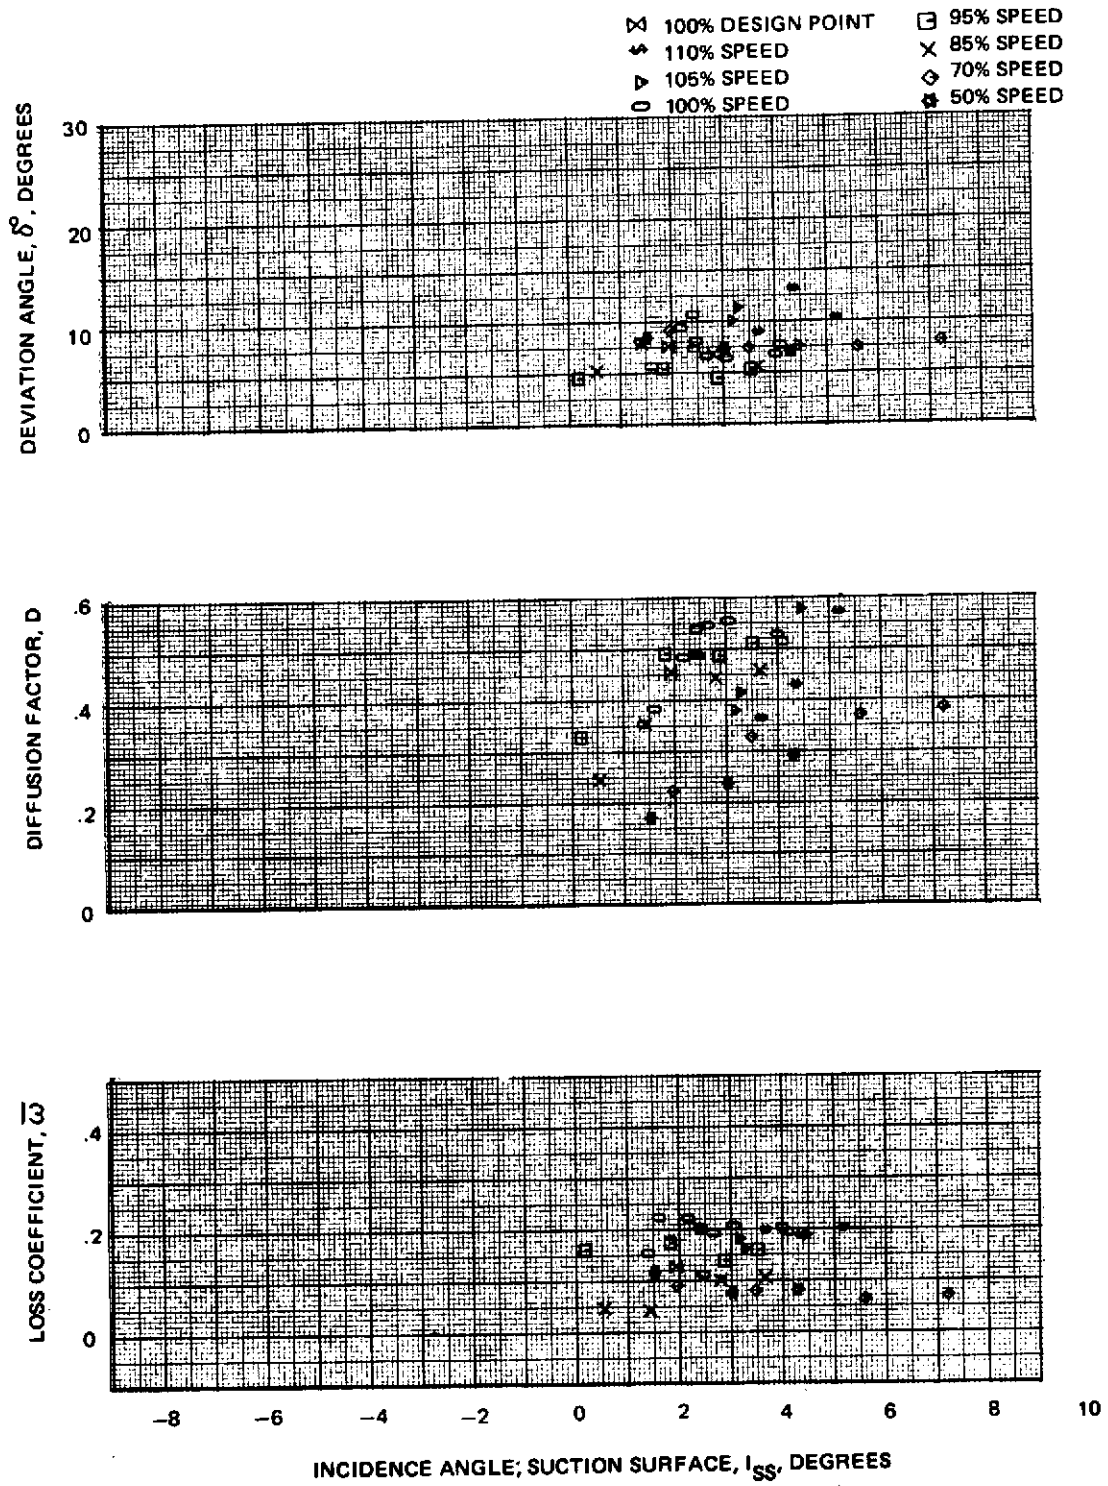 100% DESIGN POINT
110% SPEED
105% SPEED
100% SPEED
95% SPEED
85% SPEED
70% SPEED
50% SPEED
DEVIATION ANGLE, δ°, DEGREES
30
20
10
0
DIFFUSION FACTOR, D
.6
.4
.2
0
LOSS COEFFICIENT, ω̅
.4
.2
0
−8 −6 −4 −2 0 2 4 6 8 10
INCIDENCE ANGLE; SUCTION SURFACE, I_SS, DEGREES